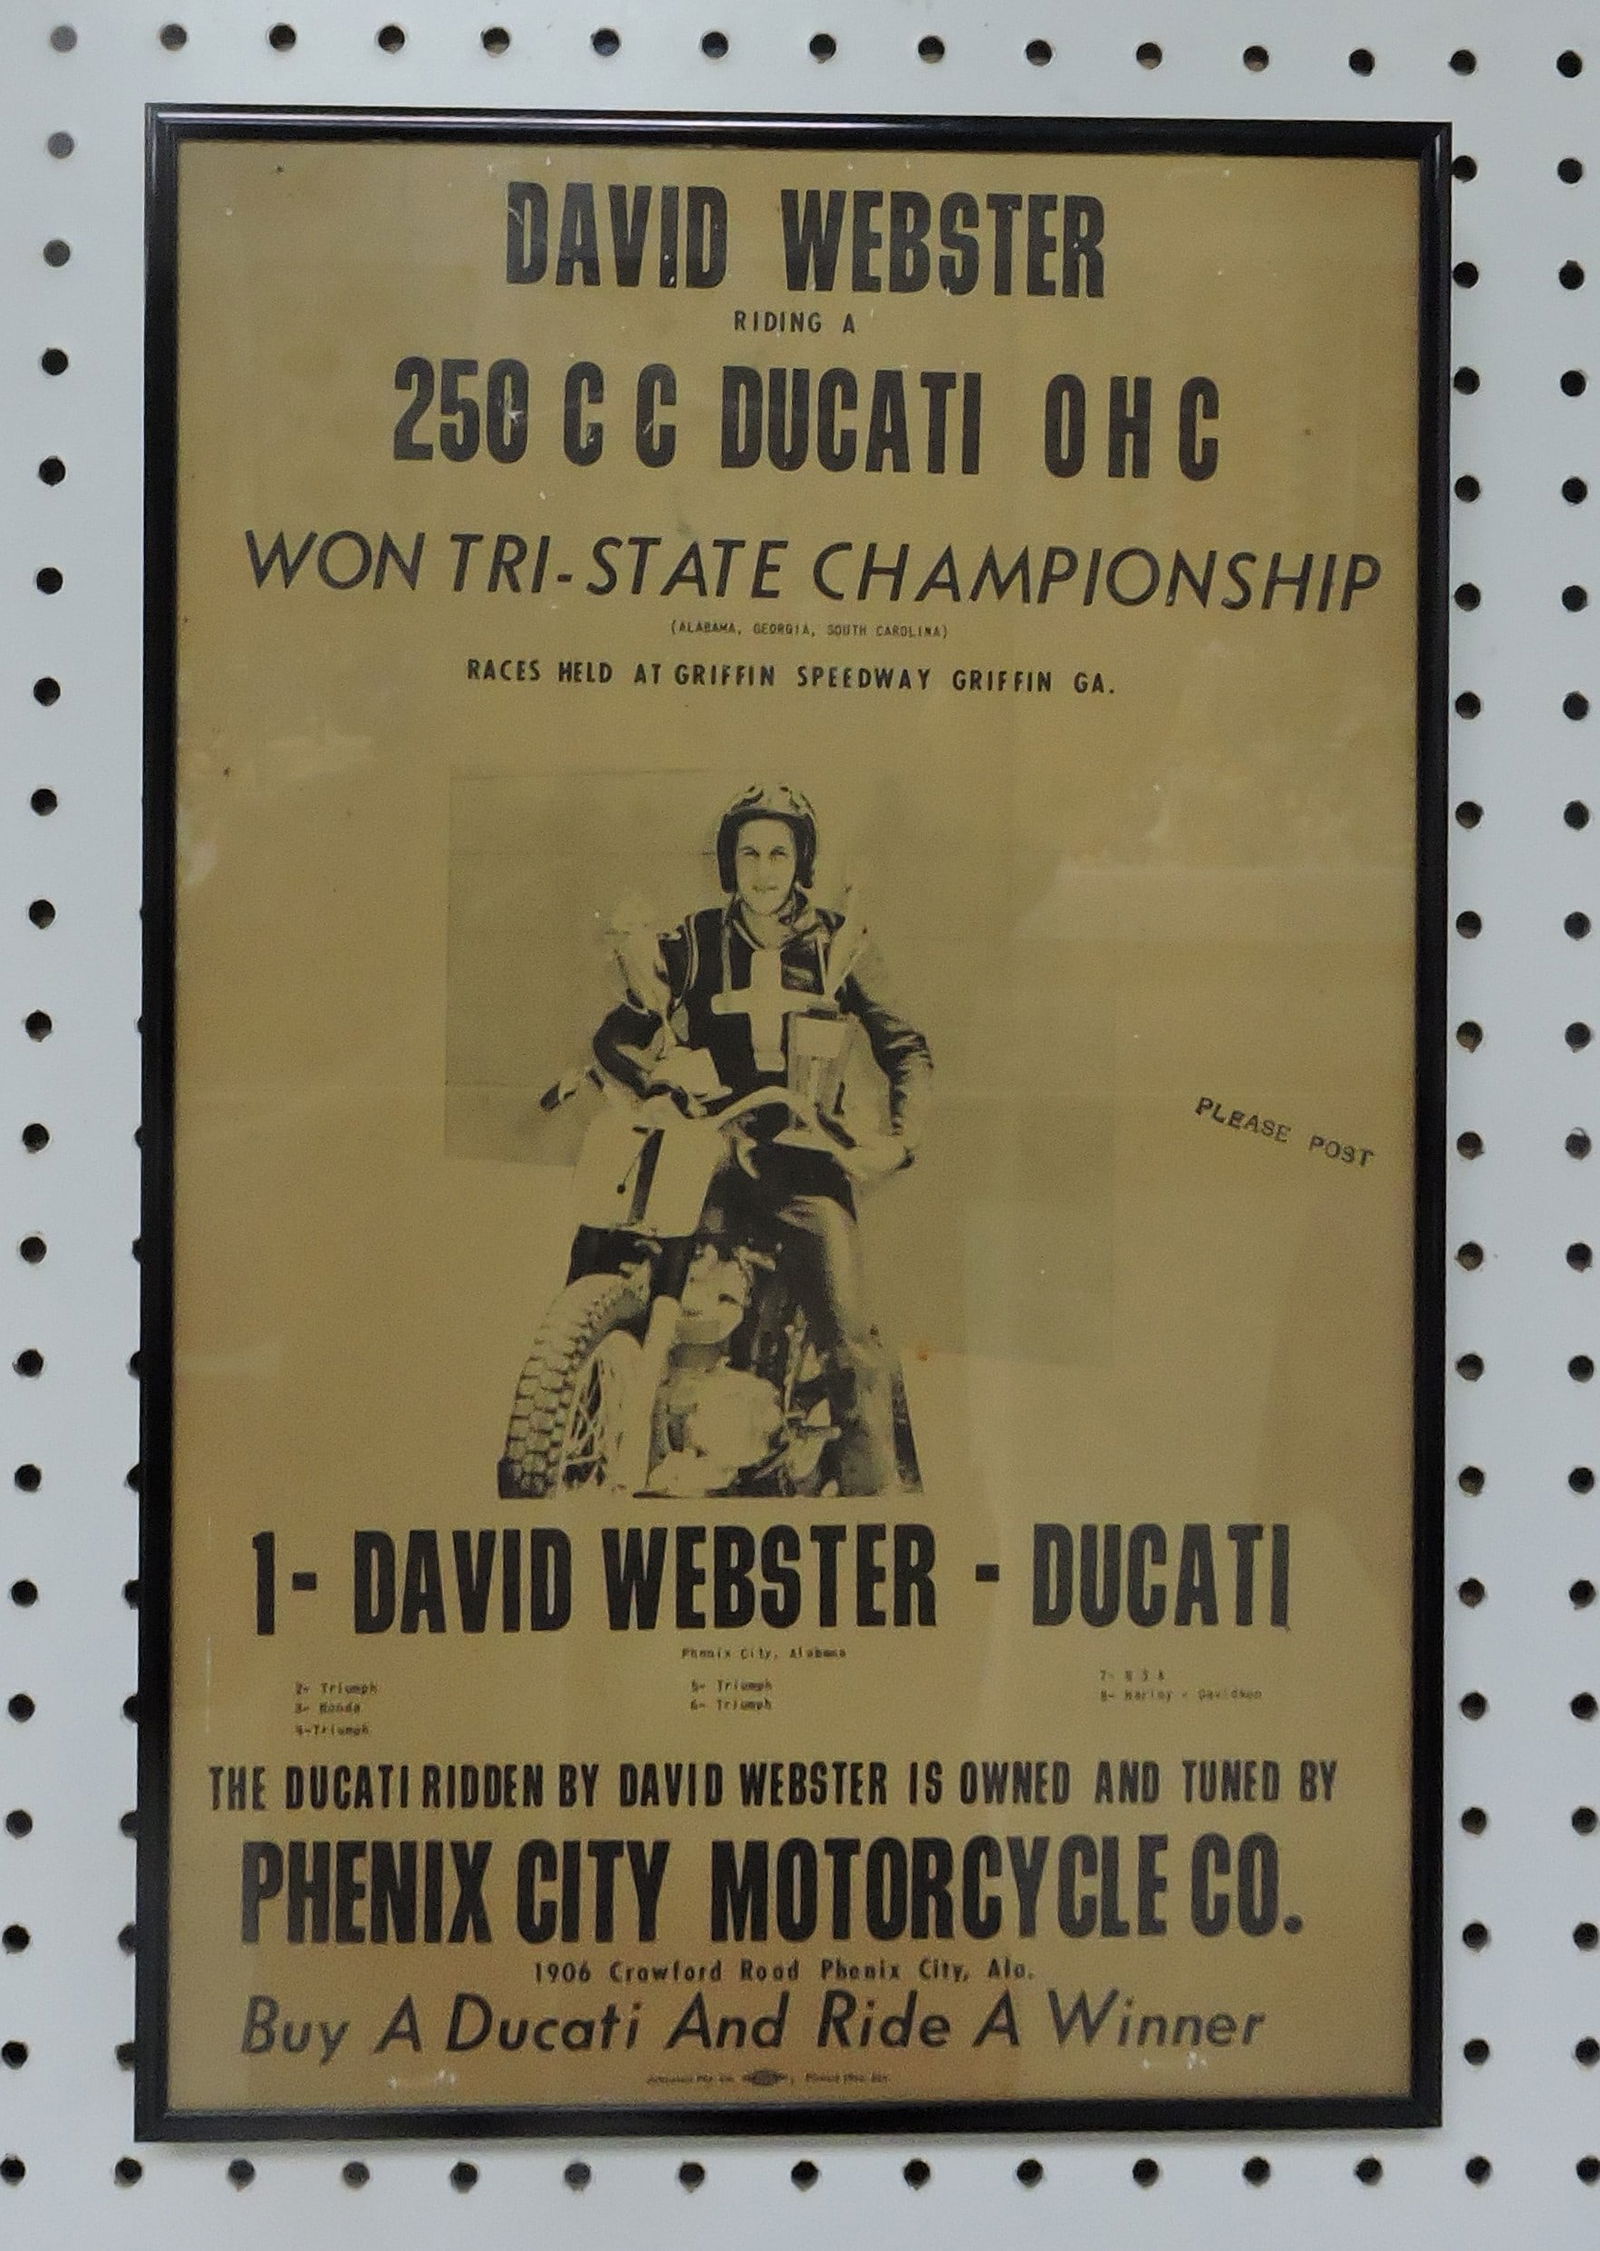 DAVID WEBSTER
RIDING A
250 C C DUCATI O H C
WON TRI-STATE CHAMPIONSHIP
(ALABAMA, GEORGIA, SOUTH CAROLINA)
RACES HELD AT GRIFFIN SPEEDWAY GRIFFIN GA.
PLEASE POST
1- DAVID WEBSTER - DUCATI
Phenix City, Alabama
2- Triumph
3- Honda
4-Triumph
5- Triumph
6- Triumph
7- B S A
8- Harley - Davidson
THE DUCATI RIDDEN BY DAVID WEBSTER IS OWNED AND TUNED BY
PHENIX CITY MOTORCYCLE CO.
1906 Crawford Road Phenix City, Ala.
Buy A Ducati And Ride A Winner